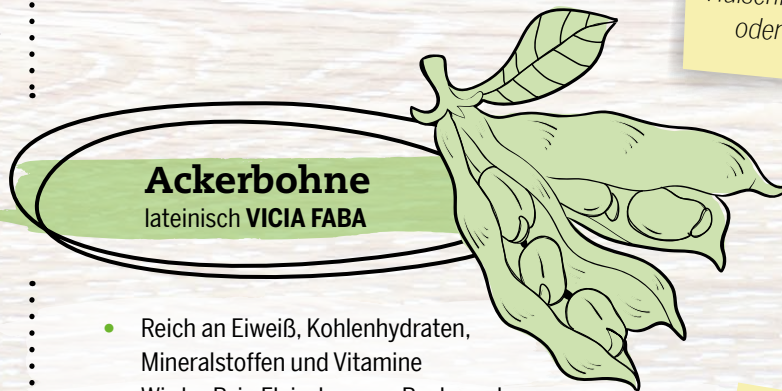 oder
Ackerbohne
lateinisch VICIA FABA
• Reich an Eiweiß, Kohlenhydraten,
Mineralstoffen und Vitamine